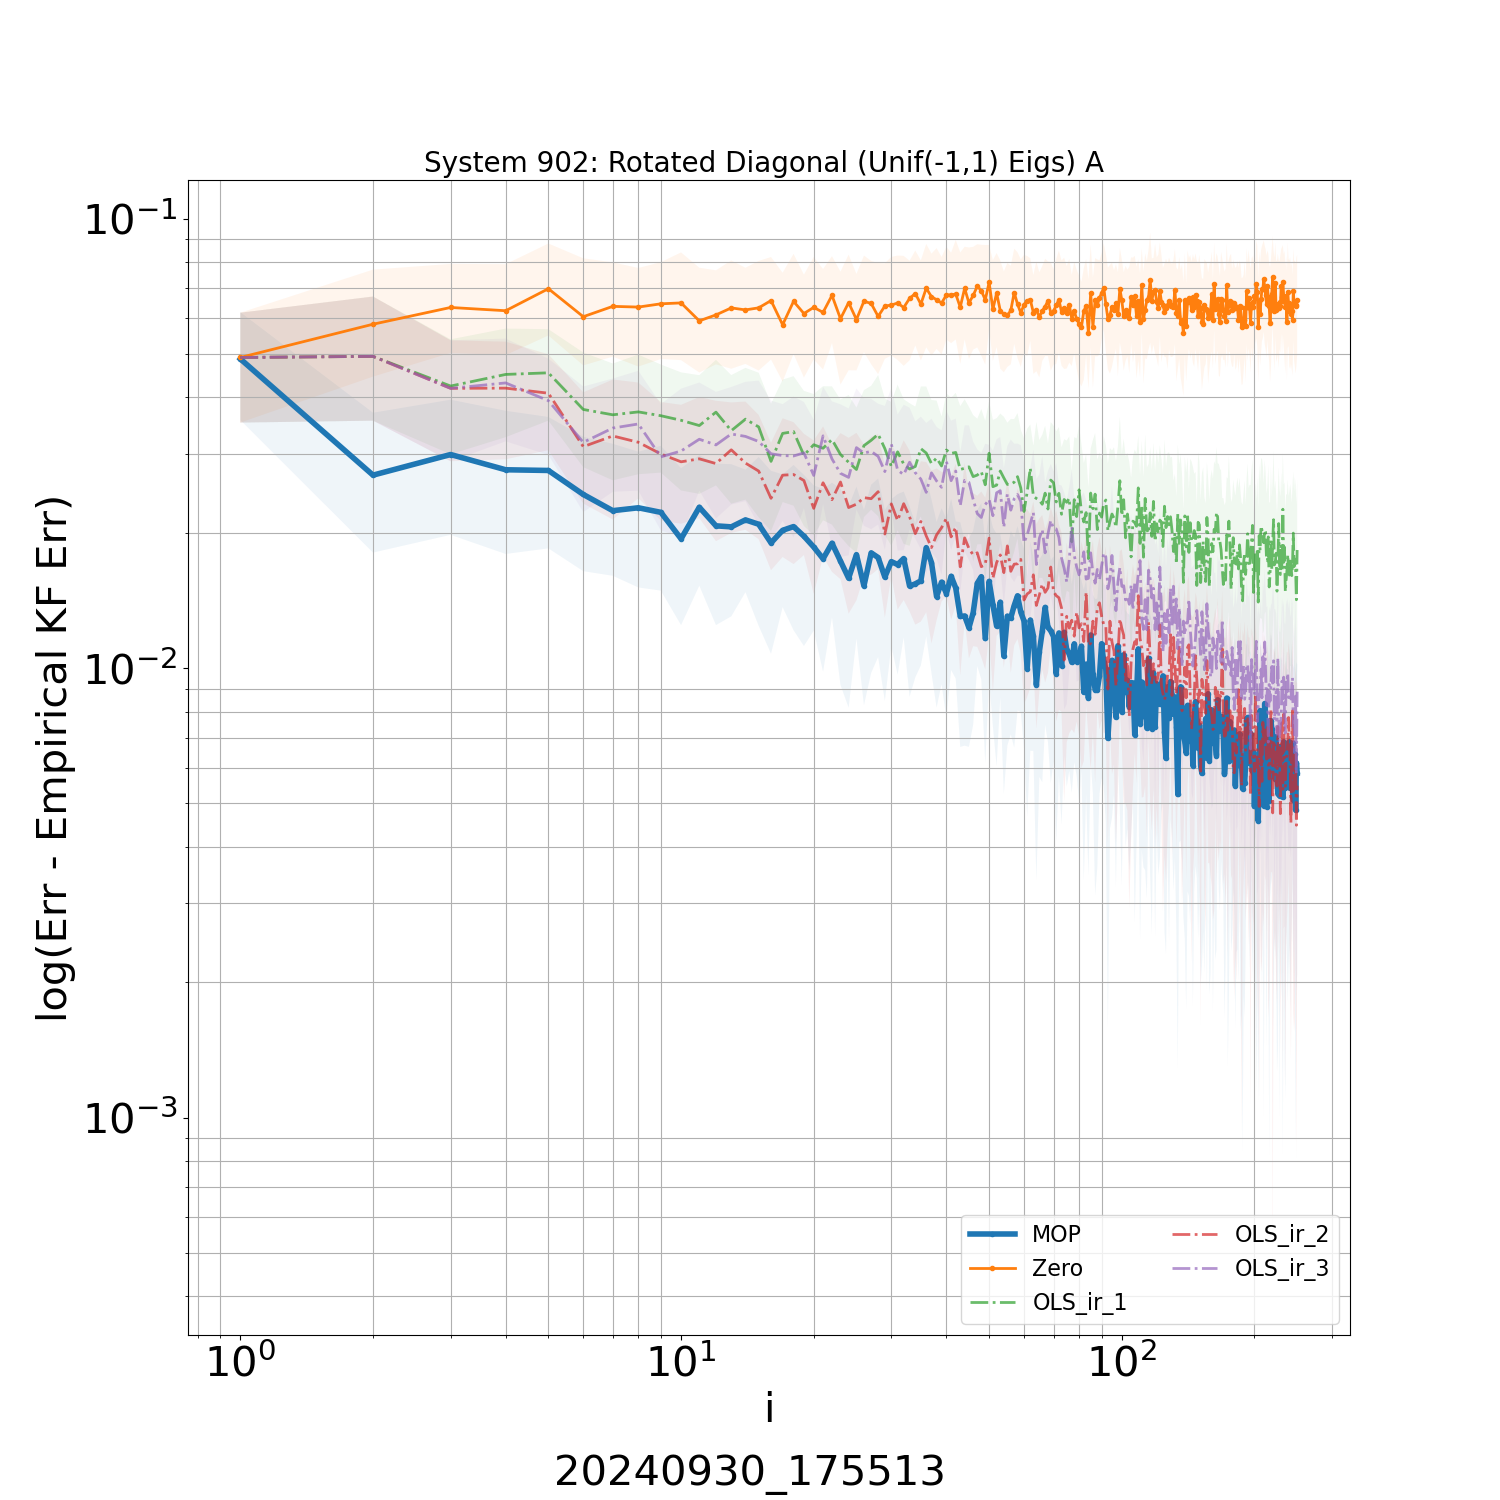 System 902: Rotated Diagonal (Unif(-1,1) Eigs) A
log(Err - Empirical KF Err)
10⁻¹
10⁻²
10⁻³
10⁰ 10¹ 10²
i
MOP
Zero
OLS_ir_1
OLS_ir_2
OLS_ir_3
20240930_175513